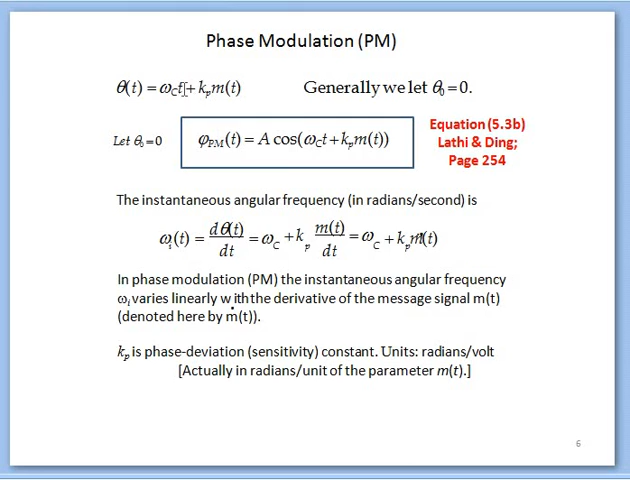 Phase Modulation (PM)
θ(t) = ω_C t + k_p m(t) Generally we let θ₀ = 0.
Let θ₀ = 0
φ_PM(t) = A cos(ω_C t + k_p m(t))
Equation (5.3b)
Lathi & Ding;
Page 254
The instantaneous angular frequency (in radians/second) is
ω_i(t) = dθ(t)/dt = ω_C + k_p m(t)/dt = ω_C + k_p ṁ(t)
In phase modulation (PM) the instantaneous angular frequency
ω_i varies linearly with the derivative of the message signal m(t)
(denoted here by ṁ(t)).
k_p is phase-deviation (sensitivity) constant. Units: radians/volt
[Actually in radians/unit of the parameter m(t).]
6